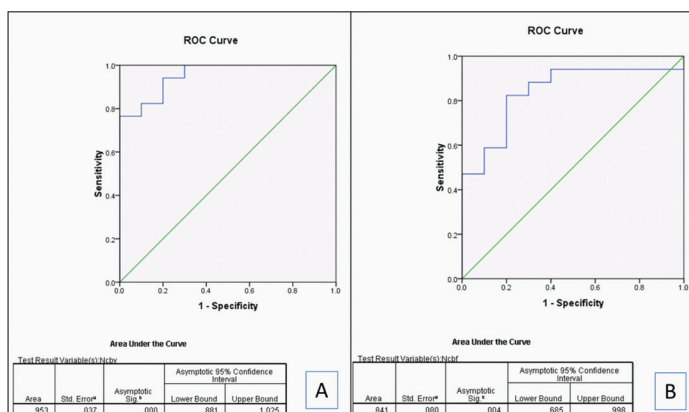 ROC Curve
1.0
0.8
0.6
0.4
0.2
0.0
Sensitivity
0.0 0.2 0.4 0.6 0.8 1.0
1 - Specificity
Area Under the Curve
Test Result Variable(s):Ncbv
Asymptotic 95% Confidence
Interval
Area Std. Errorᵃ Asymptotic Sig.ᵇ Lower Bound Upper Bound
.953 .037 .000 .881 1.025
A
ROC Curve
1.0
0.8
0.6
0.4
0.2
0.0
Sensitivity
0.0 0.2 0.4 0.6 0.8 1.0
1 - Specificity
Area Under the Curve
Test Result Variable(s):Ncbf
Asymptotic 95% Confidence
Interval
Area Std. Errorᵃ Asymptotic Sig.ᵇ Lower Bound Upper Bound
.841 .080 .004 .685 .998
B